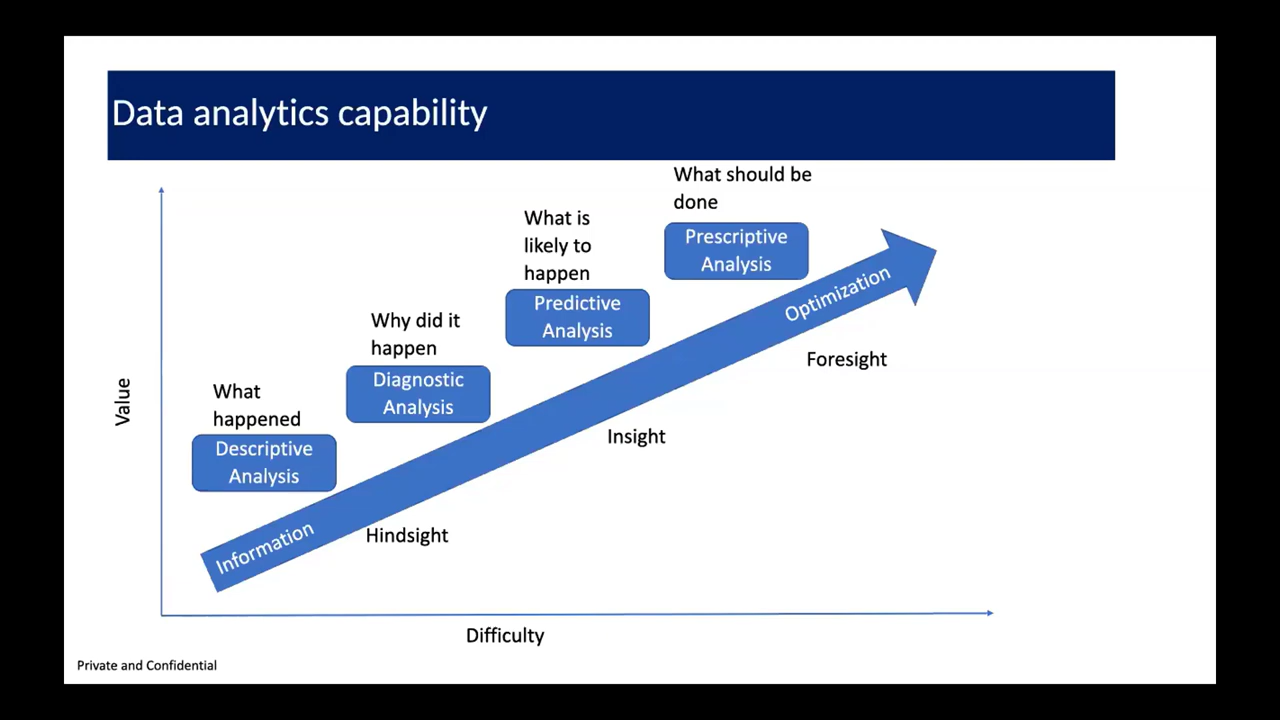 Data analytics capability
What should be
done
Prescriptive
Analysis
What is
likely to
happen
Predictive
Analysis
Why did it
happen
Diagnostic
Analysis
What
happened
Descriptive
Analysis
Value
Information
Optimization
Hindsight
Insight
Foresight
Difficulty
Private and Confidential